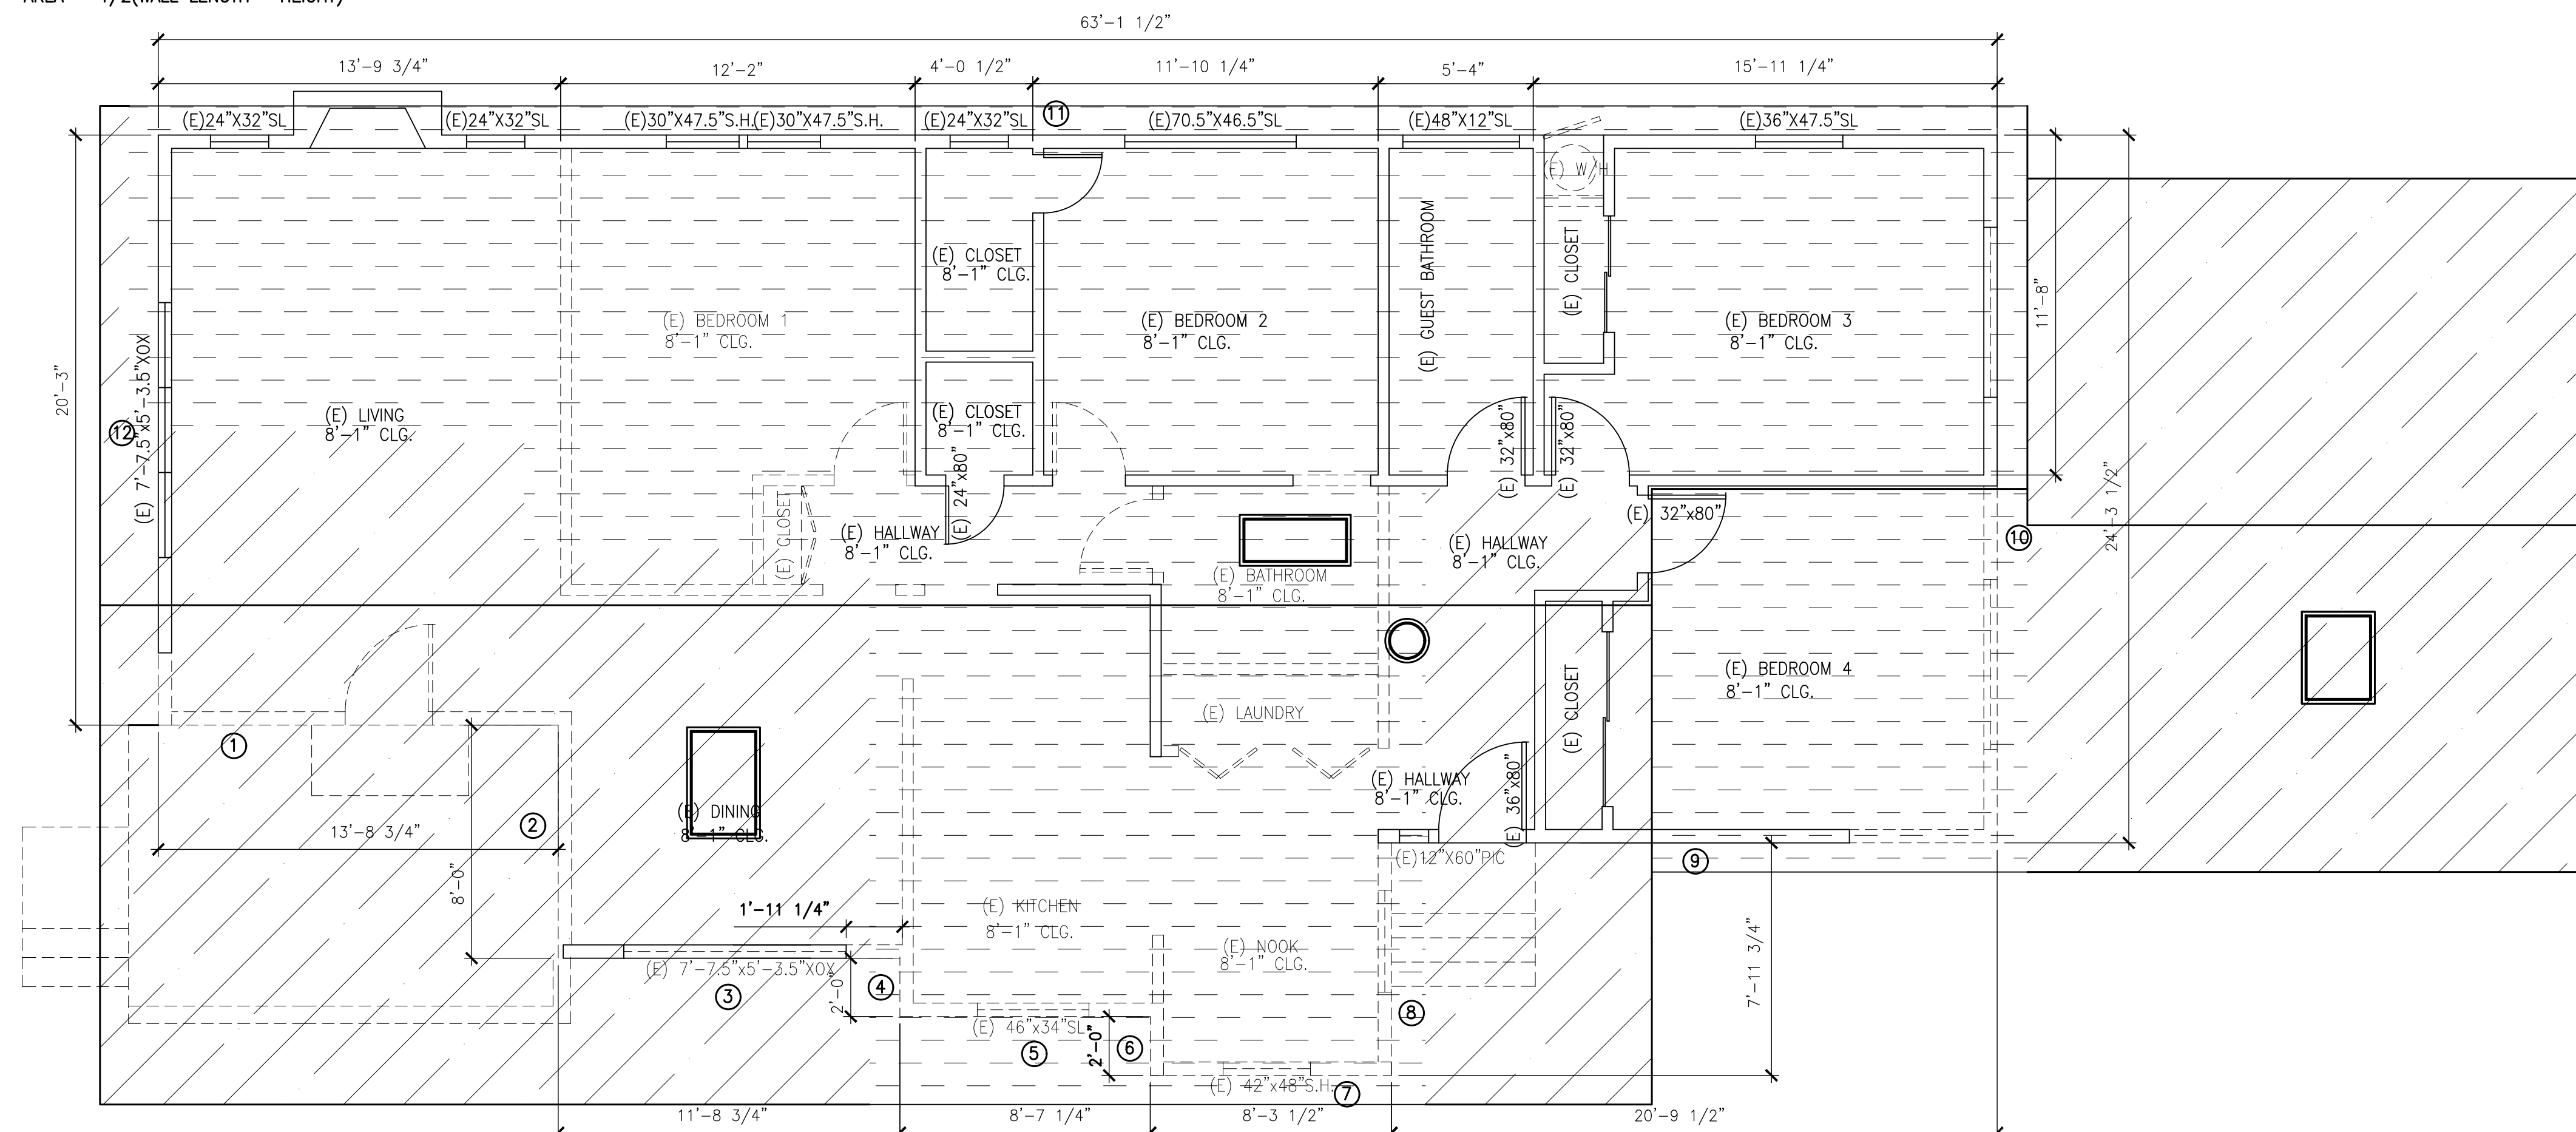 63'-1 1/2"
13'-9 3/4"
12'-2"
4'-0 1/2"
11'-10 1/4"
5'-4"
15'-11 1/4"
11
(E)24"X32"SL
(E)24"X32"SL
(E)30"X47.5"S.H.
(E)30"X47.5"S.H.
(E)24"X32"SL
(E)70.5"X46.5"SL
(E)48"X12"SL
(E)36"X47.5"SL
(E) W/H
20'-3"
12
(E) 7'-7.5"x5'-3.5"XOX
(E) LIVING
8'-1" CLG.
(E) BEDROOM 1
8'-1" CLG.
(E) CLOSET
8'-1" CLG.
(E) CLOSET
8'-1" CLG.
(E) 24"x80"
(E) BEDROOM 2
8'-1" CLG.
(E) GUEST BATHROOM
(E) CLOSET
(E) BEDROOM 3
8'-1" CLG.
11'-8"
24'-3 1/2"
(E) 32"x80"
(E) 32"x80"
(E) 32"x80"
(E) CLOSET
(E) HALLWAY
8'-1" CLG.
(E) BATHROOM
8'-1" CLG.
(E) HALLWAY
8'-1" CLG.
10
(E) LAUNDRY
(E) CLOSET
(E) BEDROOM 4
8'-1" CLG.
(E) HALLWAY
8'-1" CLG.
(E) 36"x80"
1
2
13'-8 3/4"
8'-0"
(E) DINING
8'-1" CLG.
(E)12"X60"PIC
9
1'-11 1/4"
(E) KITCHEN
8'-1" CLG.
(E) NOOK
8'-1" CLG.
7'-11 3/4"
(E) 7'-7.5"x5'-3.5"XOX
3
2'-0"
4
(E) 46"x34"SL
5
2'-0"
6
8
(E) 42"x48"S.H.
7
11'-8 3/4"
8'-7 1/4"
8'-3 1/2"
20'-9 1/2"